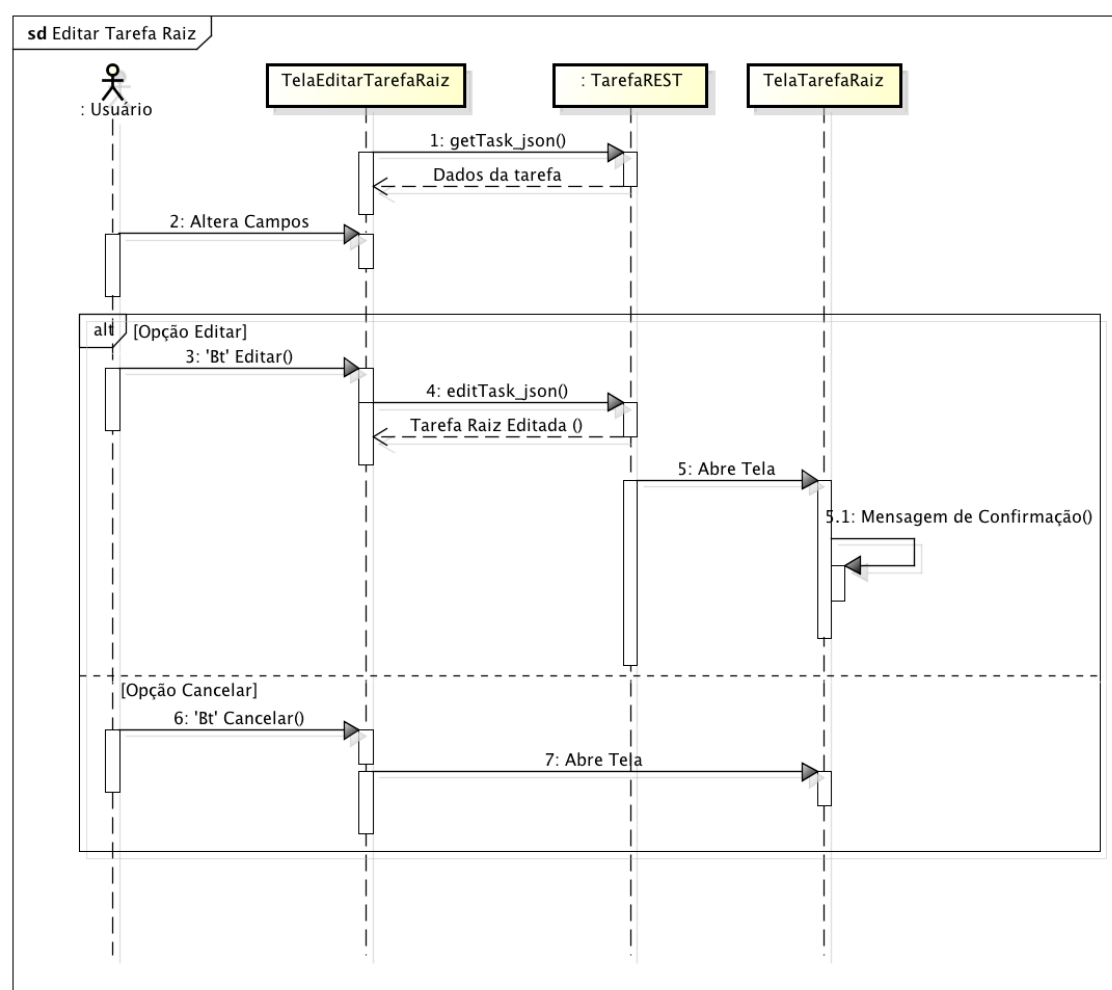 sd Editar Tarefa Raiz
: Usuário
TelaEditarTarefaRaiz
: TarefaREST
TelaTarefaRaiz
1: getTask_json()
Dados da tarefa
2: Altera Campos
alt
[Opção Editar]
3: 'Bt' Editar()
4: editTask_json()
Tarefa Raiz Editada ()
5: Abre Tela
5.1: Mensagem de Confirmação()
[Opção Cancelar]
6: 'Bt' Cancelar()
7: Abre Tela